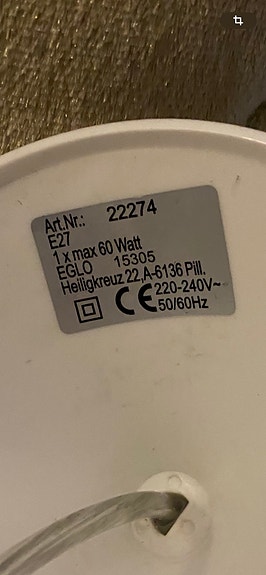 Art.Nr.: 22274
E27
1 x max 60 Watt
EGLO 15305
Heiligkreuz 22,A-6136 Pill.
CE 220-240V~
50/60Hz